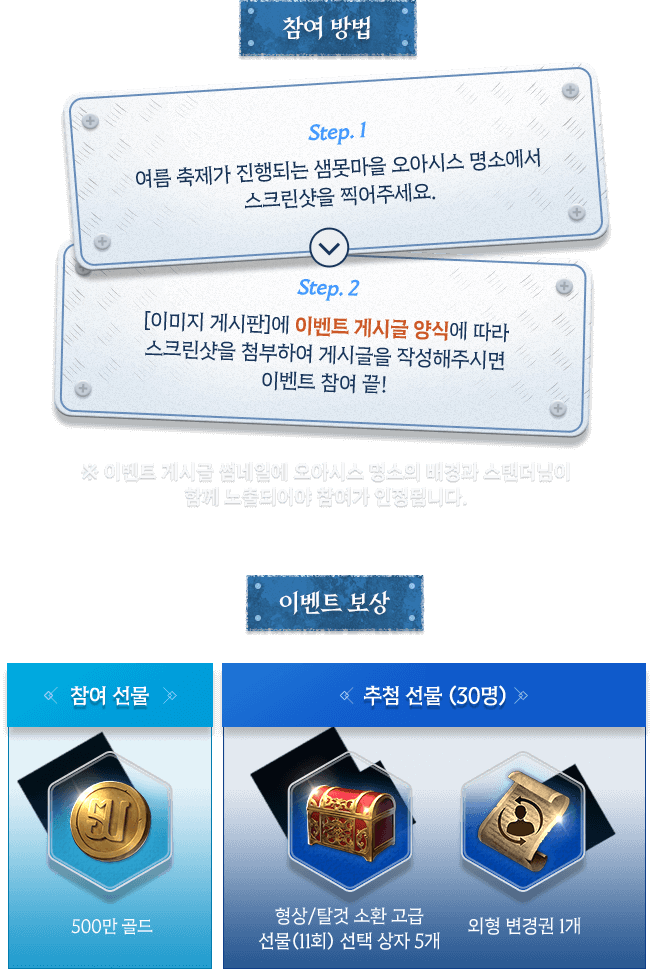 참여 방법
Step. 1
여름 축제가 진행되는 샘못마을 오아시스 명소에서
스크린샷을 찍어주세요.
Step. 2
[이미지 게시판]에 이벤트 게시글 양식에 따라
스크린샷을 첨부하여 게시글을 작성해주시면
이벤트 참여 끝!
※ 이벤트 게시글 썸네일에 오아시스 명소의 배경과 스탠더님이
함께 노출되어야 참여가 인정됩니다.
이벤트 보상
참여 선물
추첨 선물 (30명)
500만 골드
형상/탈것 소환 고급
선물(11회) 선택 상자 5개
외형 변경권 1개